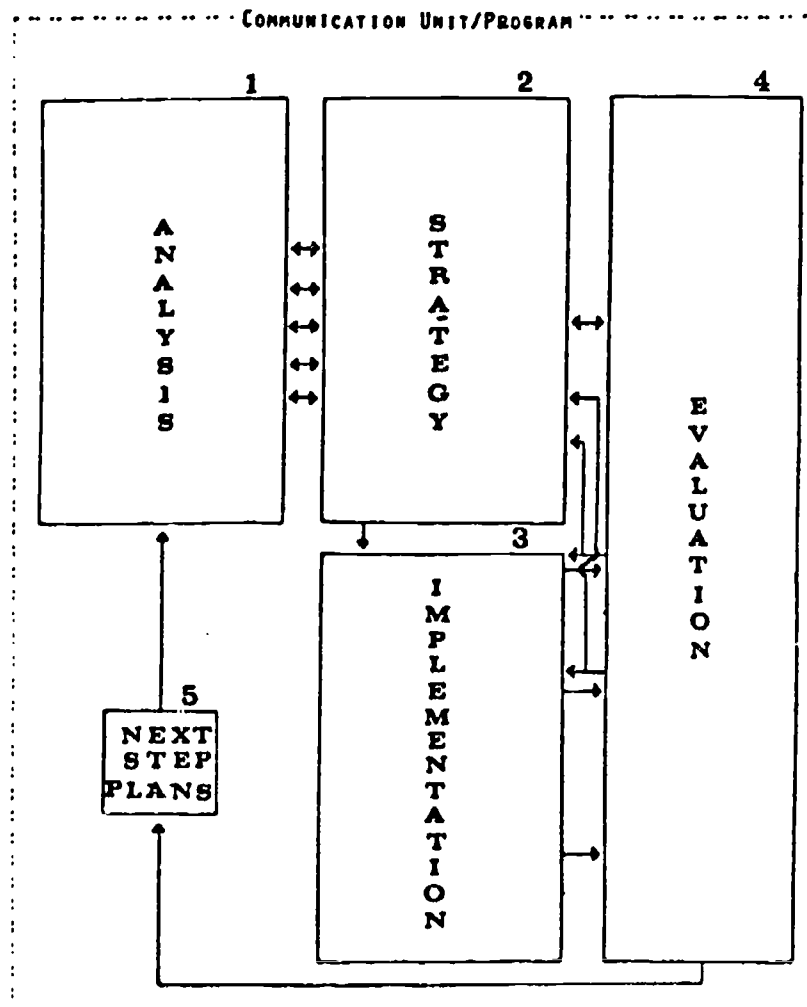 COMMUNICATION UNIT/PROGRAM
1
ANALYSIS
2
STRATEGY
3
IMPLEMENTATION
4
EVALUATION
5
NEXT
STEP
PLANS